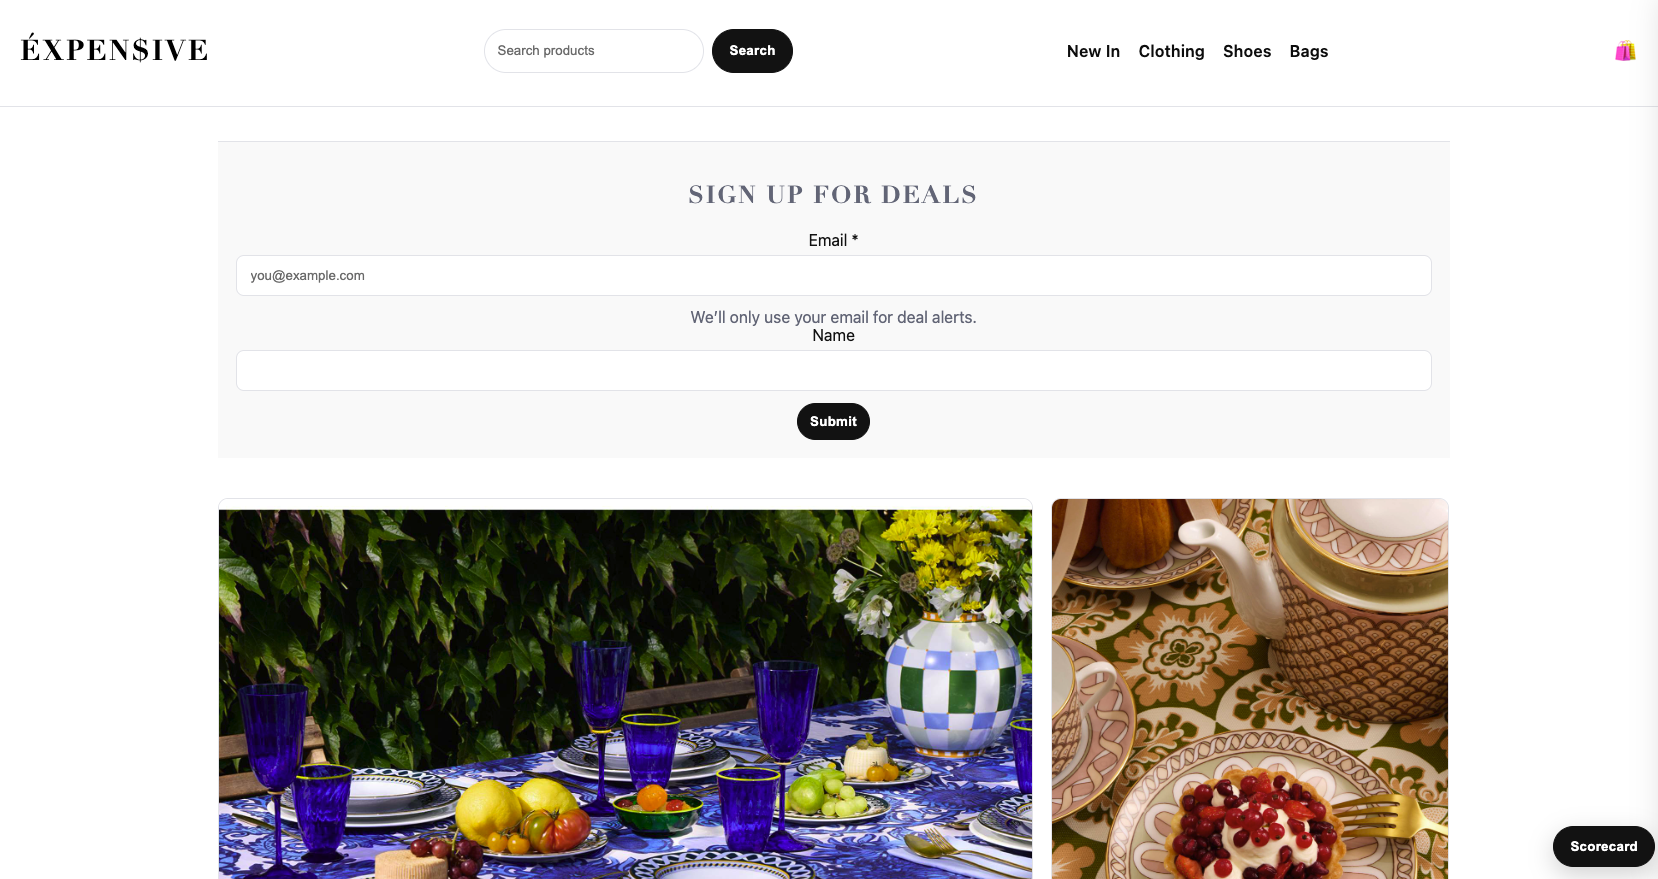 ÉXPEN$IVE
Search products
Search
New In
Clothing
Shoes
Bags
SIGN UP FOR DEALS
Email *
you@example.com
We’ll only use your email for deal alerts.
Name
Submit
Scorecard